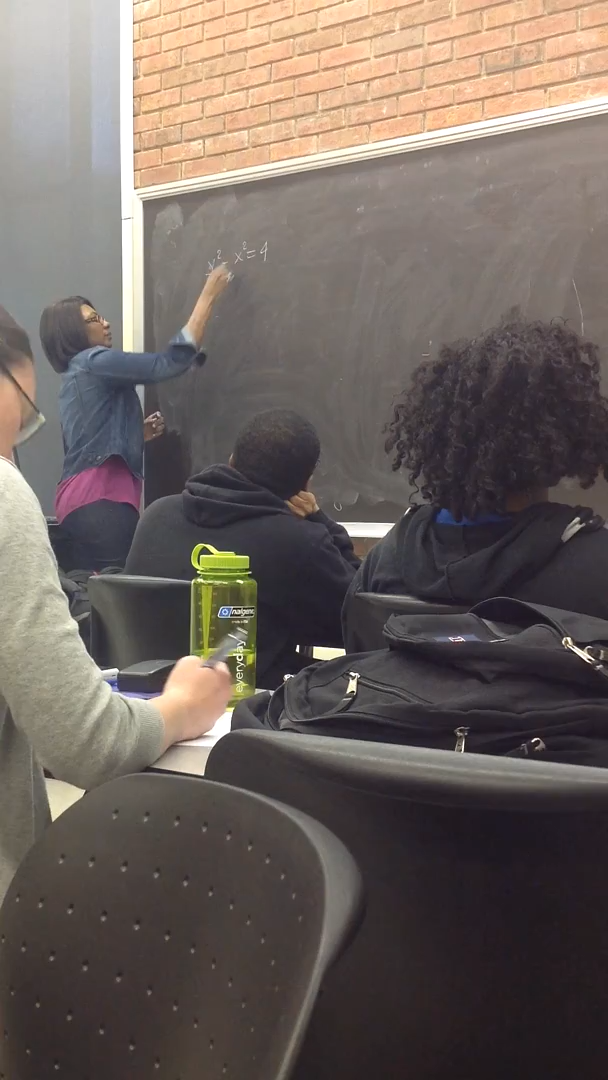 x² = 4
nalgene
everyday